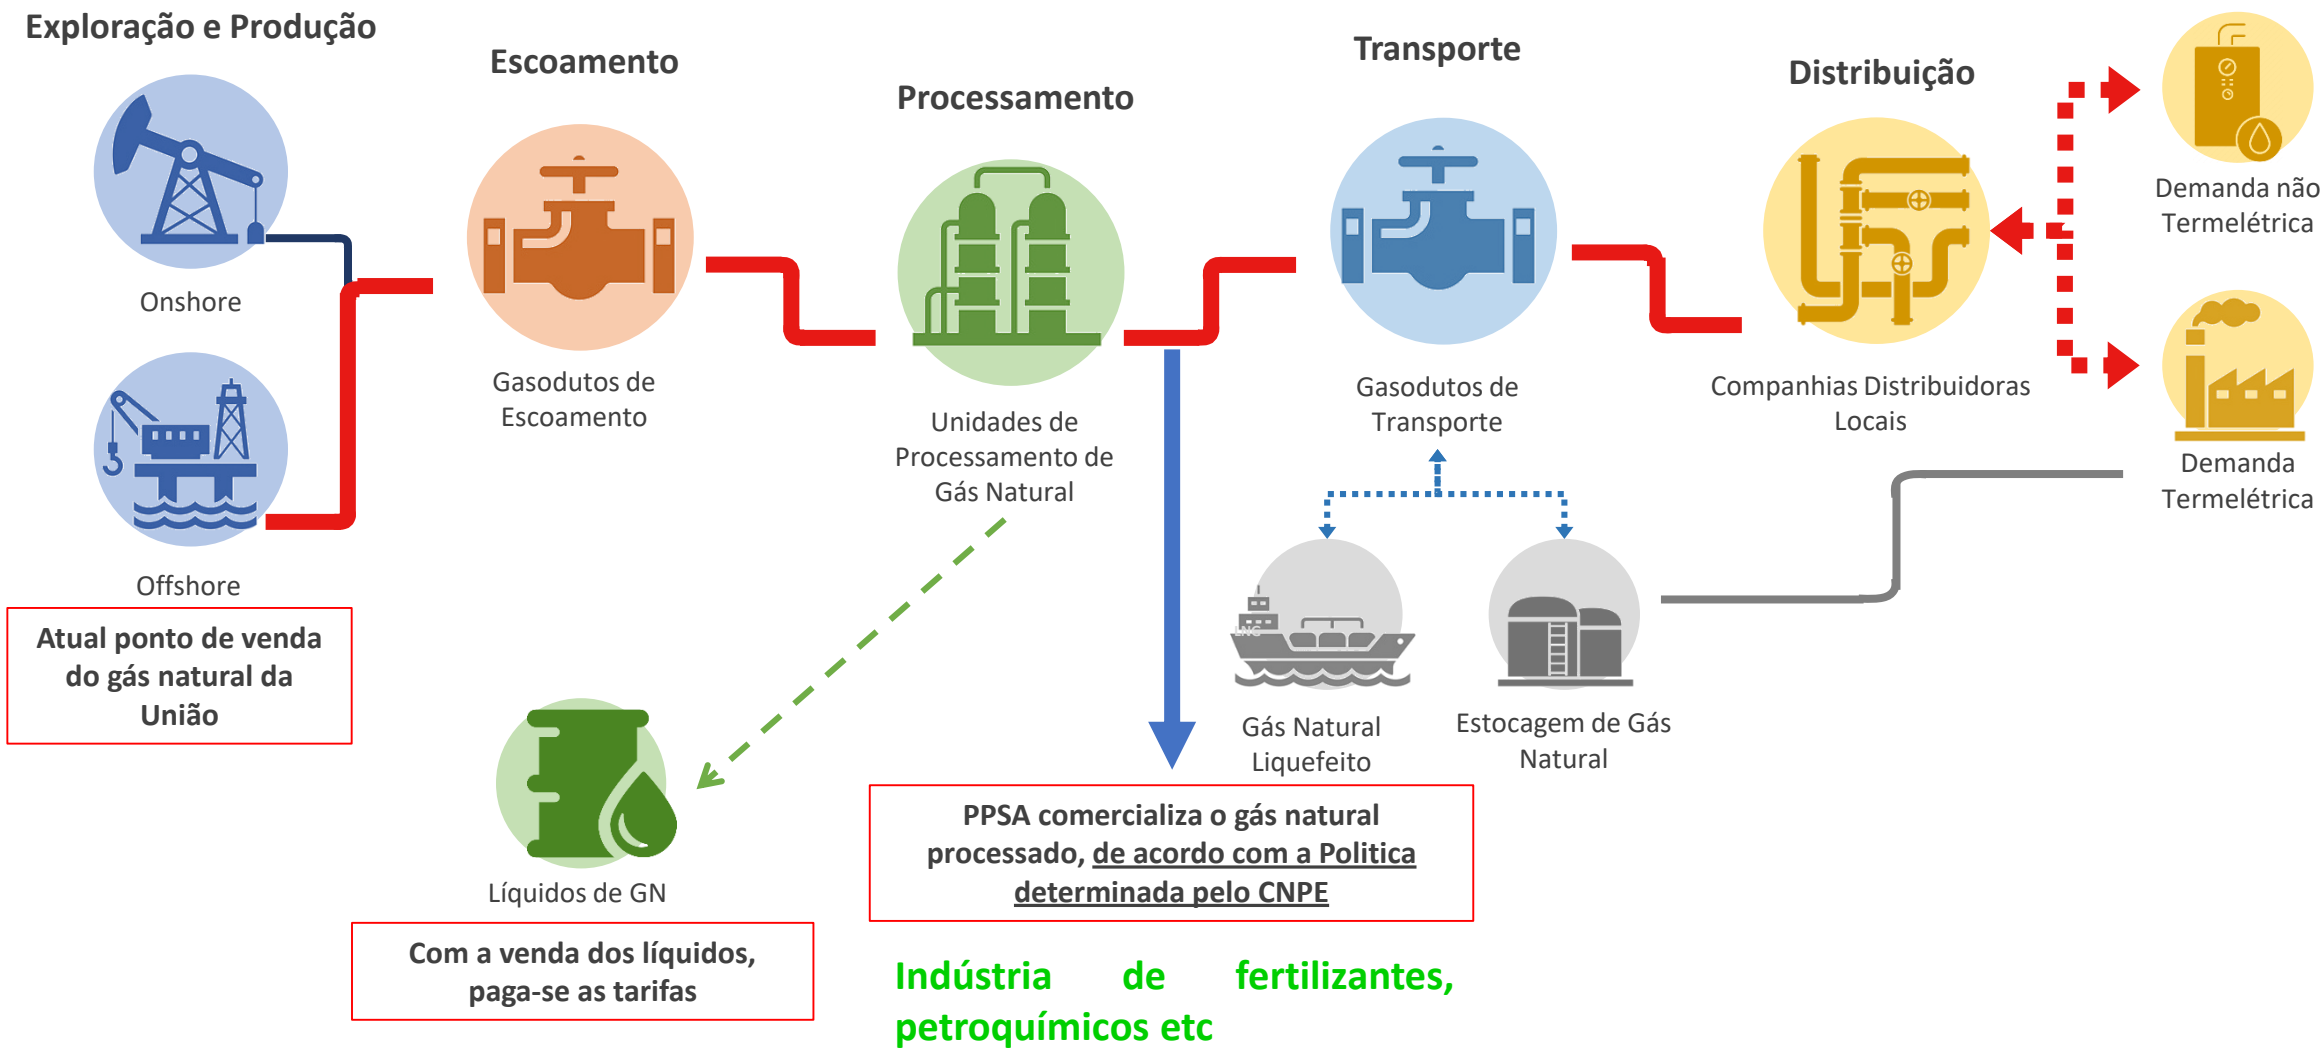 Exploração e Produção
Escoamento
Processamento
Transporte
Distribuição
Onshore
Offshore
Atual ponto de venda
do gás natural da
União
Gasodutos de
Escoamento
Unidades de
Processamento de
Gás Natural
Gasodutos de
Transporte
Companhias Distribuidoras
Locais
Demanda não
Termelétrica
Demanda
Termelétrica
LNG
Gás Natural
Liquefeito
Estocagem de Gás
Natural
Líquidos de GN
Com a venda dos líquidos,
paga-se as tarifas
PPSA comercializa o gás natural
processado, de acordo com a Politica
determinada pelo CNPE
Indústria de fertilizantes,
petroquímicos etc